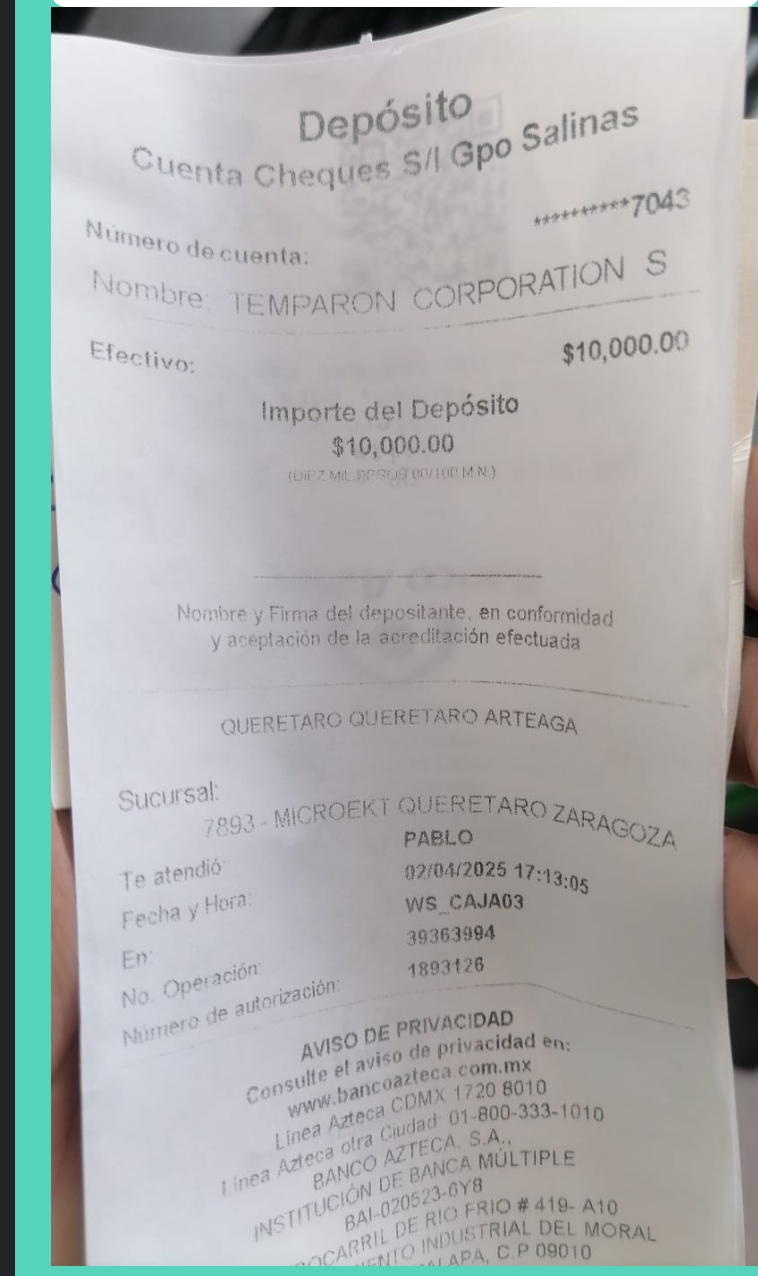 Depósito
Cuenta Cheques S/I Gpo Salinas
Número de cuenta: **********7043
Nombre: TEMPARON CORPORATION S
Efectivo: $10,000.00
Importe del Depósito
$10,000.00
(DIEZ MIL PESOS 00/100 M.N.)
Nombre y Firma del depositante, en conformidad
y aceptación de la acreditación efectuada
QUERETARO QUERETARO ARTEAGA
Sucursal:
7893 - MICROEKT QUERETARO ZARAGOZA
Te atendió: PABLO
Fecha y Hora: 02/04/2025 17:13:05
En: WS_CAJA03
No. Operación: 39363994
Número de autorización: 1893126
AVISO DE PRIVACIDAD
Consulte el aviso de privacidad en:
www.bancoazteca.com.mx
Línea Azteca CDMX 1720 8010
Línea Azteca otra Ciudad: 01-800-333-1010
BANCO AZTECA. S.A.,
INSTITUCIÓN DE BANCA MÚLTIPLE
BAI-020523-6Y8
DE RIO FRIO # 419- A10
INDUSTRIAL DEL MORAL
C.P 09010